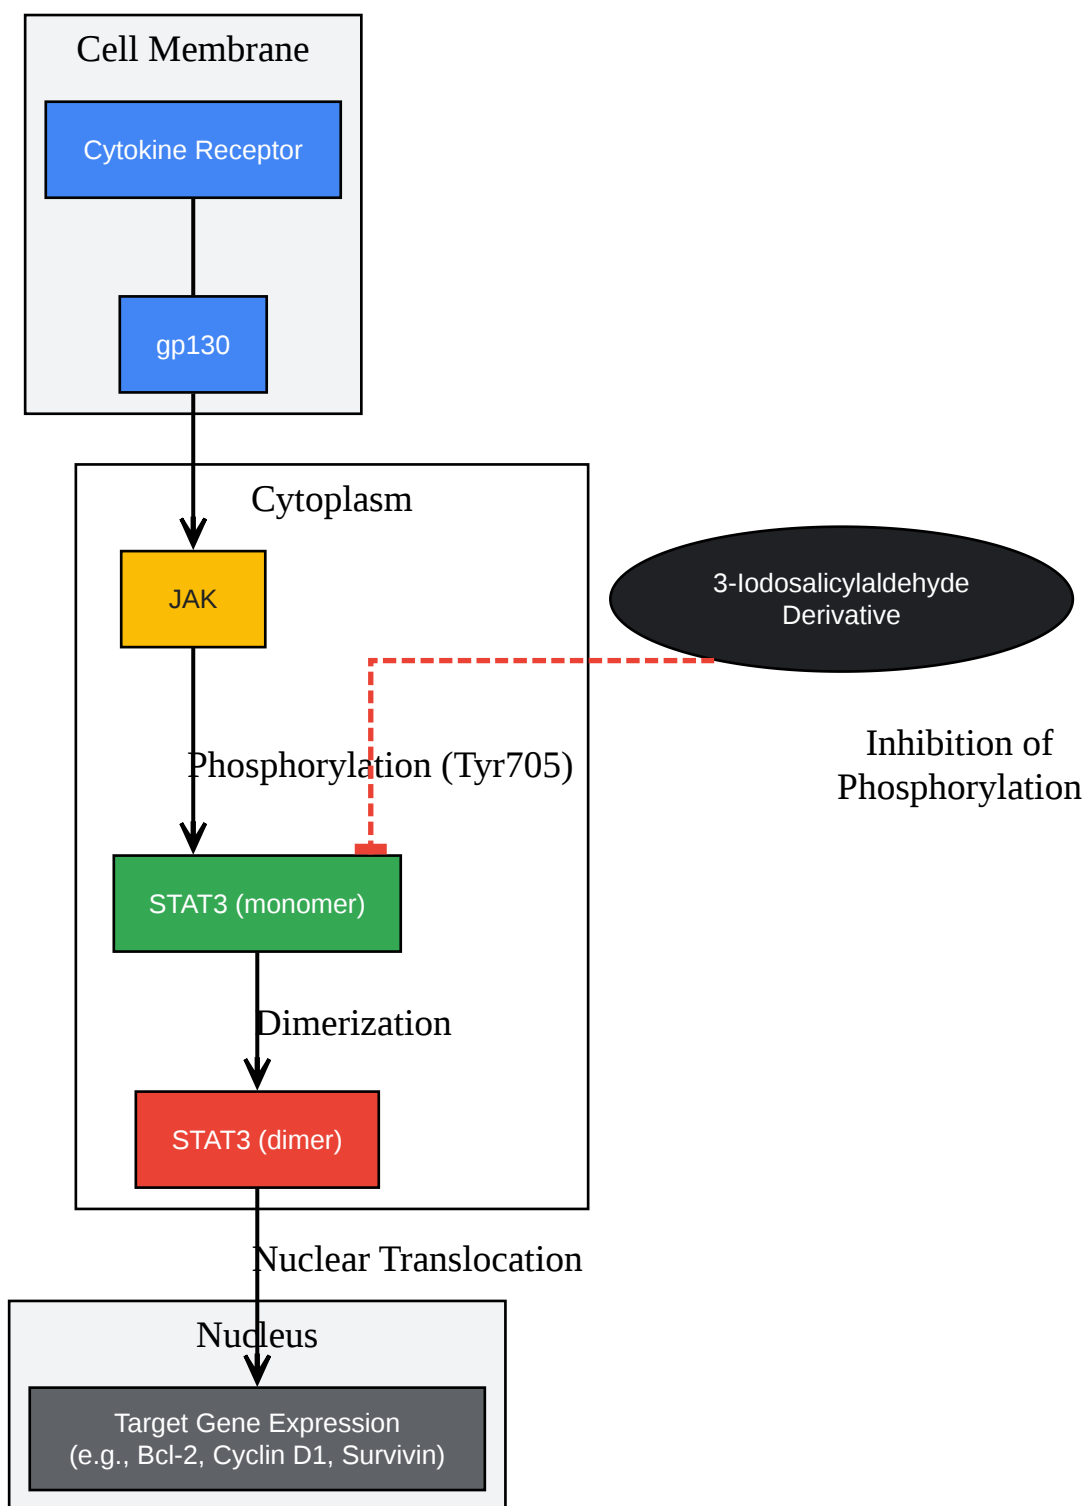 Cell Membrane
Cytokine Receptor
gp130
Cytoplasm
JAK
3-Iodosalicylaldehyde
Derivative
Phosphorylation (Tyr705)
Inhibition of
Phosphorylation
STAT3 (monomer)
Dimerization
STAT3 (dimer)
Nuclear Translocation
Nucleus
Target Gene Expression
(e.g., Bcl-2, Cyclin D1, Survivin)